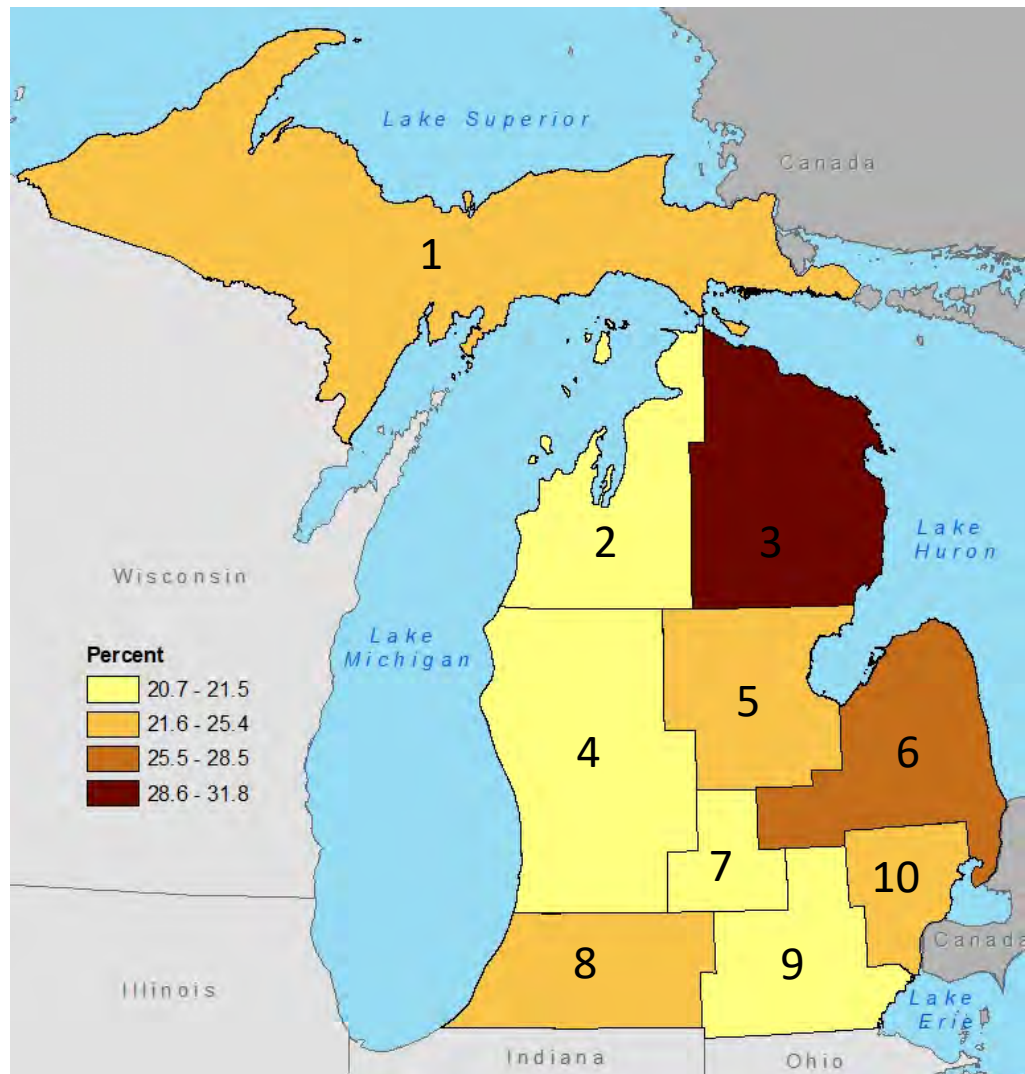 Lake Superior
Canada
1
2
3
Lake
Huron
Wisconsin
Lake
Michigan
Percent
20.7 - 21.5
21.6 - 25.4
25.5 - 28.5
28.6 - 31.8
4
5
6
7
10
8
9
Canada
Illinois
Lake
Erie
Indiana
Ohio